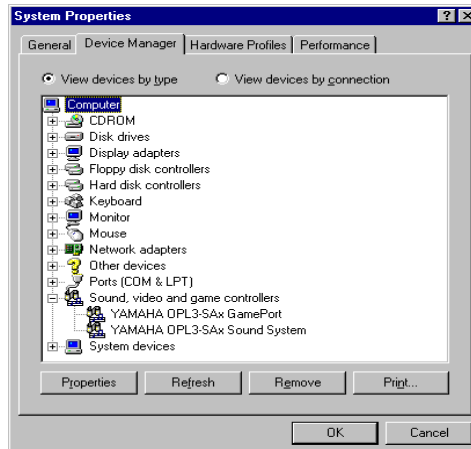 System Properties
General Device Manager Hardware Profiles Performance
View devices by type View devices by connection
Computer
CDROM
Disk drives
Display adapters
Floppy disk controllers
Hard disk controllers
Keyboard
Monitor
Mouse
Network adapters
Other devices
Ports (COM & LPT)
Sound, video and game controllers
YAMAHA OPL3-SAx GamePort
YAMAHA OPL3-SAx Sound System
System devices
Properties Refresh Remove Print...
OK Cancel